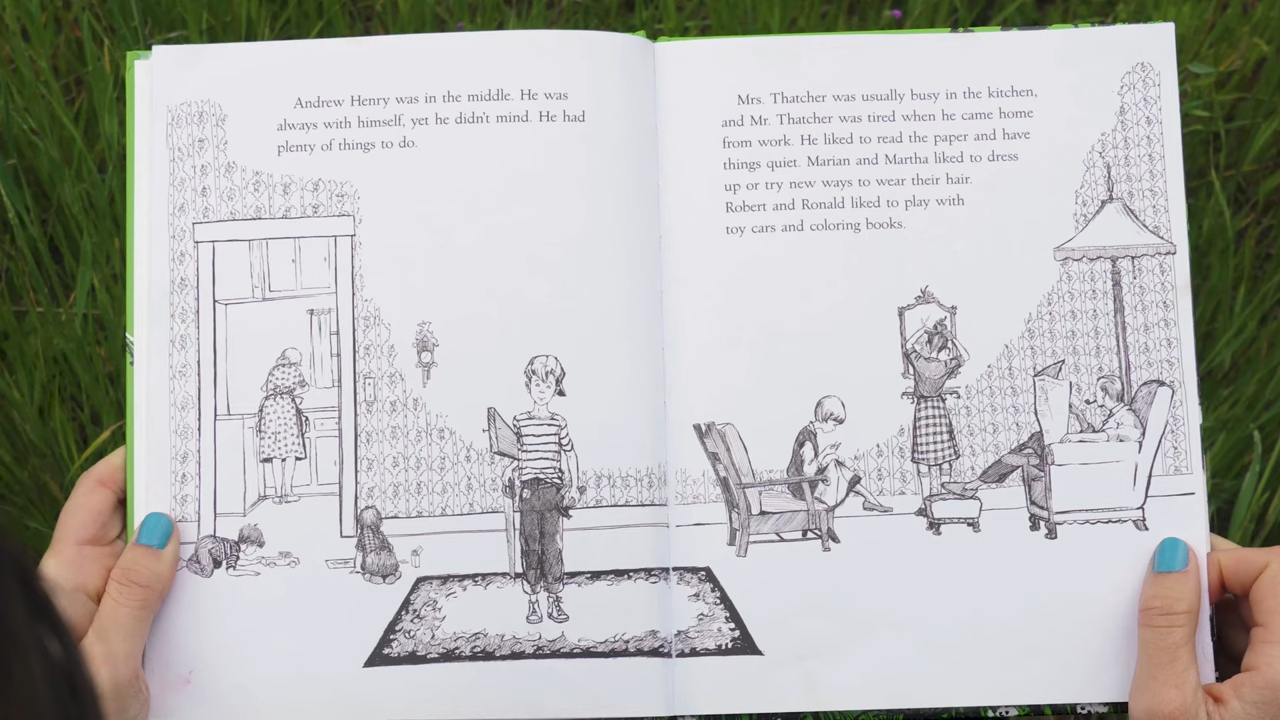 Andrew Henry was in the middle. He was
always with himself, yet he didn't mind. He had
plenty of things to do.
Mrs. Thatcher was usually busy in the kitchen,
and Mr. Thatcher was tired when he came home
from work. He liked to read the paper and have
things quiet. Marian and Martha liked to dress
up or try new ways to wear their hair.
Robert and Ronald liked to play with
toy cars and coloring books.